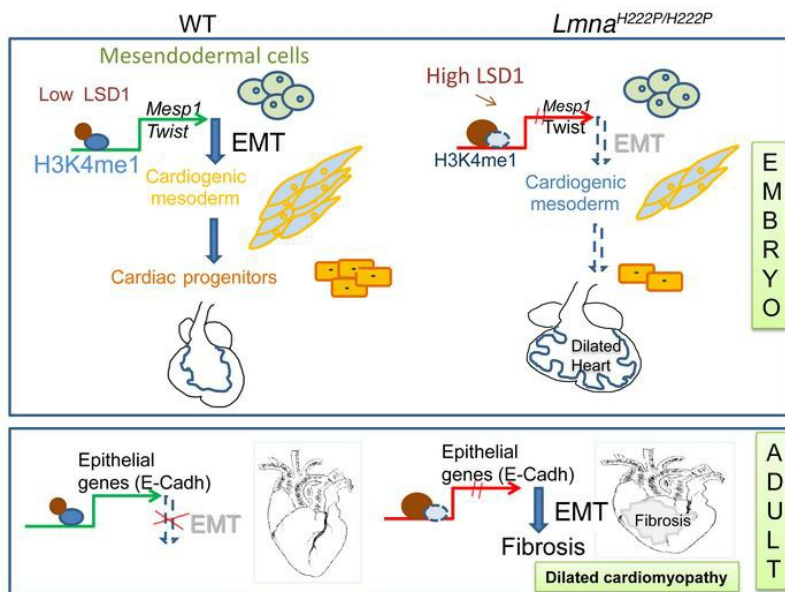 WT
Lmna^H222P/H222P
Mesendodermal cells
Low LSD1
Mesp1
Twist
H3K4me1
EMT
Cardiogenic
mesoderm
Cardiac progenitors
High LSD1
Mesp1
Twist
H3K4me1
EMT
Cardiogenic
mesoderm
Dilated
Heart
EMBRYO
Epithelial
genes (E-Cadh)
EMT
Epithelial
genes (E-Cadh)
EMT
Fibrosis
Fibrosis
Dilated cardiomyopathy
ADULT